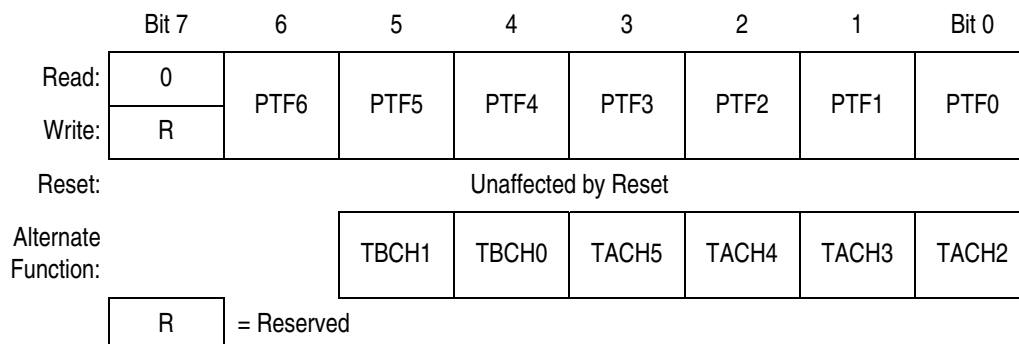 Bit 7 6 5 4 3 2 1 Bit 0
Read: 0 PTF6 PTF5 PTF4 PTF3 PTF2 PTF1 PTF0
Write: R
Reset: Unaffected by Reset
Alternate
Function: TBCH1 TBCH0 TACH5 TACH4 TACH3 TACH2
R = Reserved